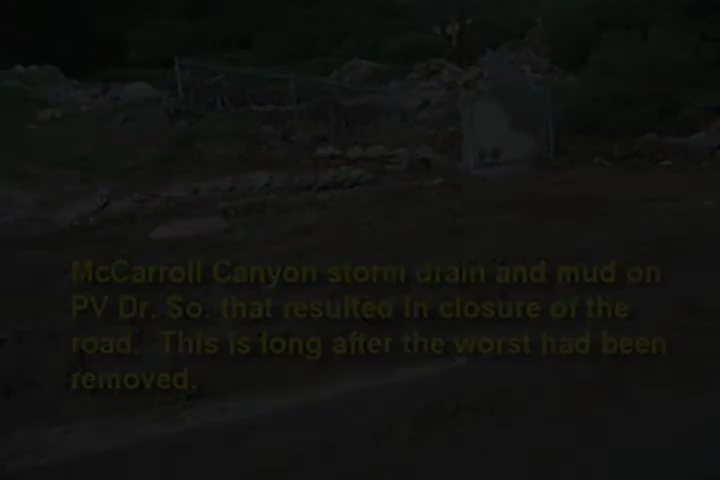 McCarroll Canyon storm drain and mud on
PV Dr. So. that resulted in closure of the
road.  This is long after the worst had been
removed.